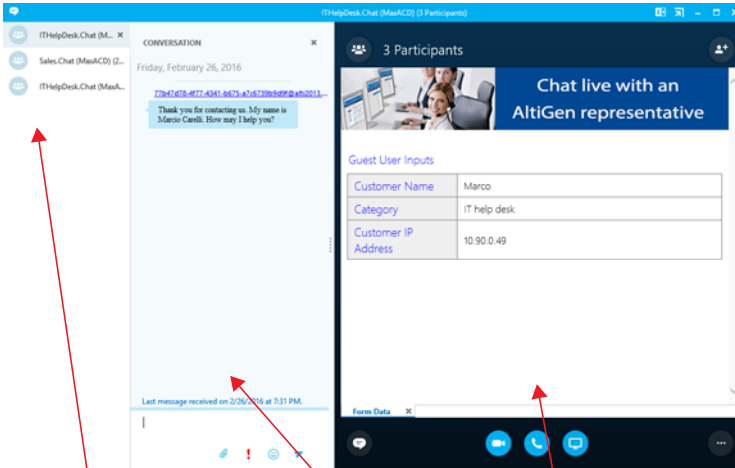 ITHelpDesk.Chat (MaxACD) (3 Participants)
ITHelpDesk.Chat (M...
Sales.Chat (MaxACD) (2...
ITHelpDesk.Chat (MaxA...
CONVERSATION
Friday, February 26, 2016
77b47d78-4f77-4341-b675-a7c6739b9d9f@alti2013....
Thank you for contacting us. My name is
Marcio Carelli. How may I help you?
Last message received on 2/26/2016 at 7:31 PM.
3 Participants
Chat live with an
AltiGen representative
Guest User Inputs
Customer Name Marco
Category IT help desk
Customer IP
Address
10.90.0.49
Form Data